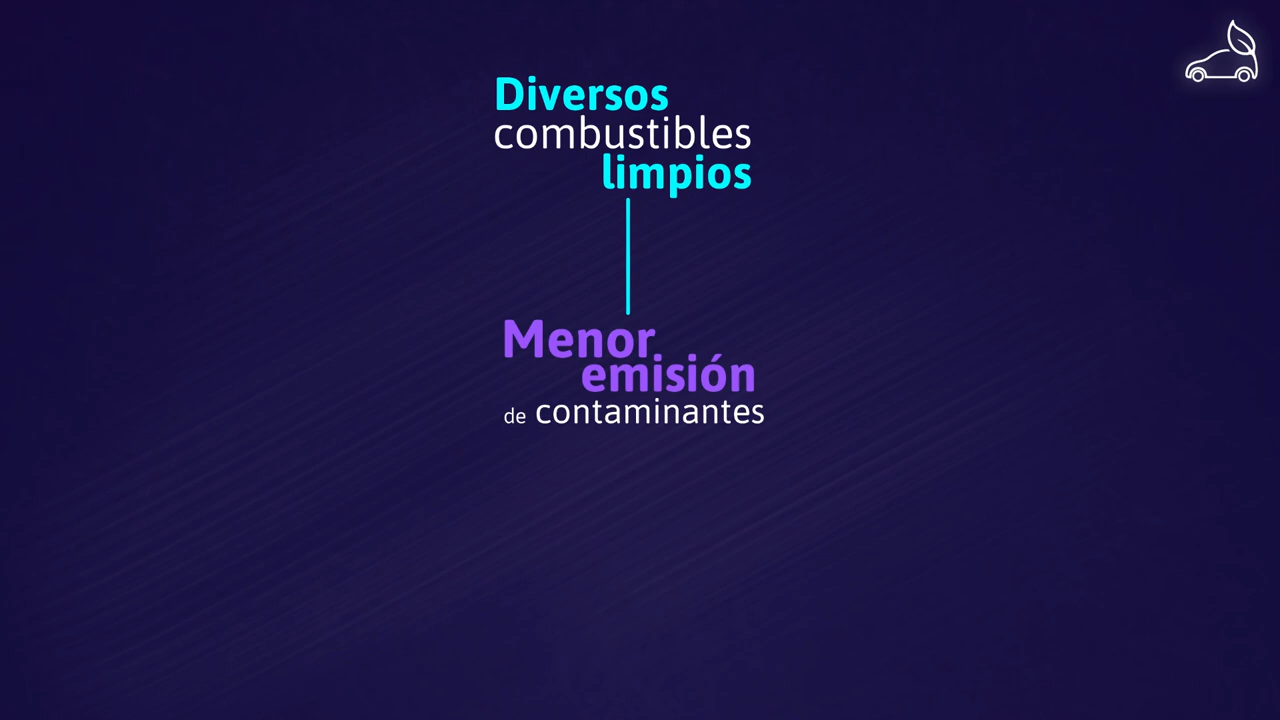 Diversos
combustibles
limpios
Menor
emisión
de contaminantes